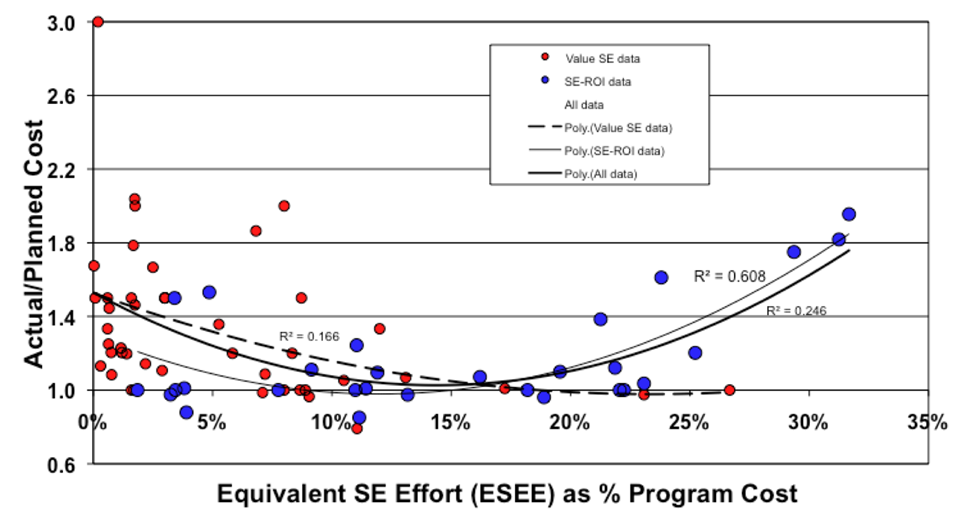 3.0
2.6
2.2
1.8
1.4
1.0
0.6
Actual/Planned Cost
Value SE data
SE-ROI data
All data
Poly.(Value SE data)
Poly.(SE-ROI data)
Poly.(All data)
R² = 0.608
R² = 0.246
R² = 0.166
0% 5% 10% 15% 20% 25% 30% 35%
Equivalent SE Effort (ESEE) as % Program Cost